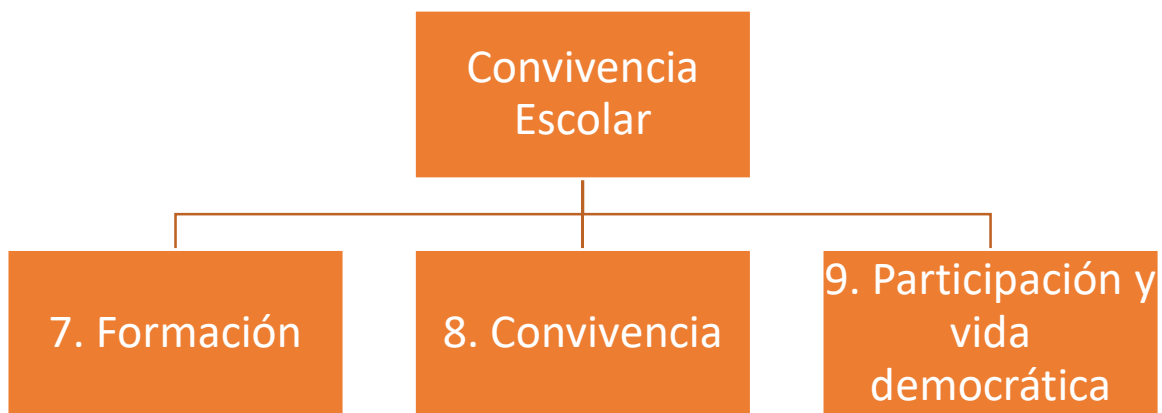 Convivencia
Escolar
7. Formación
8. Convivencia
9. Participación y
vida
democrática